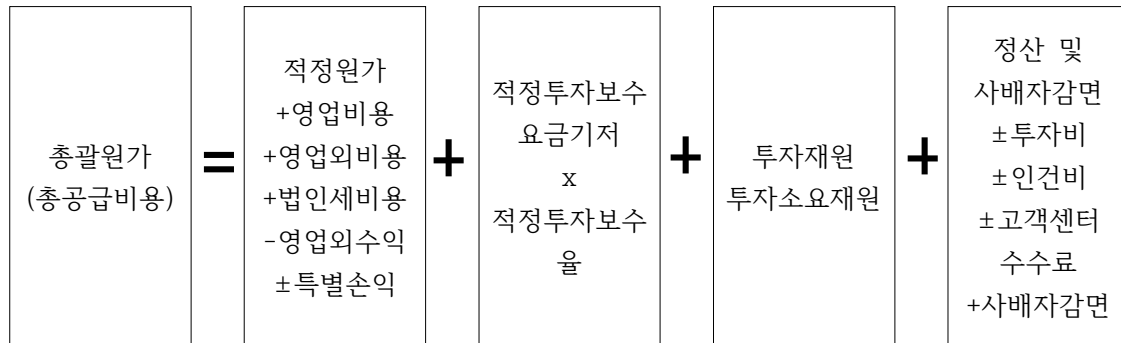 총괄원가
(총공급비용)
=
적정원가
+영업비용
+영업외비용
+법인세비용
-영업외수익
±특별손익
+
적정투자보수
요금기저
x
적정투자보수
율
+
투자재원
투자소요재원
+
정산 및
사배자감면
±투자비
±인건비
±고객센터
수수료
+사배자감면